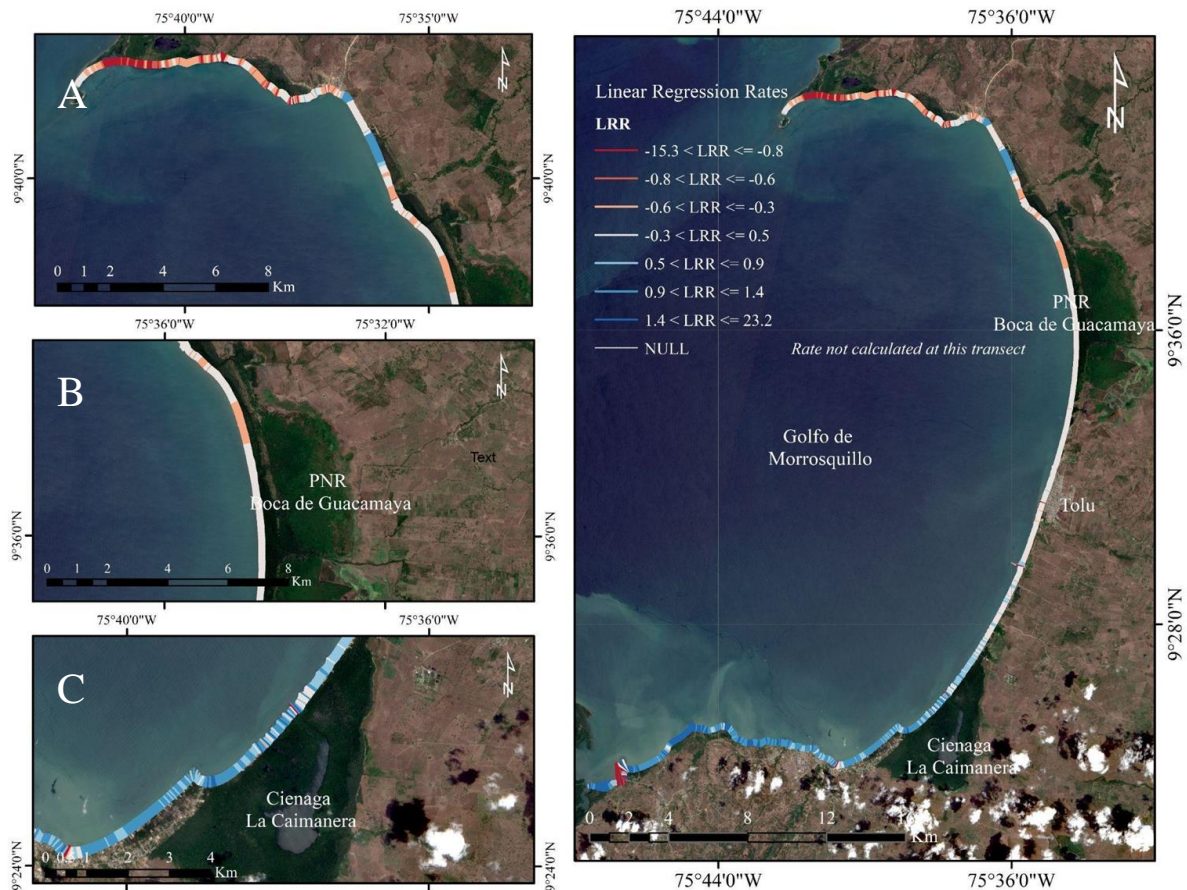 75°40'0"W 75°35'0"W
A
N
9°40'0"N
9°40'0"N
0 1 2 4 6 8
Km
75°36'0"W 75°32'0"W
B
N
Text
PNR
Boca de Guacamaya
9°36'0"N
9°36'0"N
0 1 2 4 6 8
Km
75°40'0"W 75°36'0"W
C
N
Cienaga
La Caimanera
9°24'0"N
9°24'0"N
0 0.5 1 2 3 4
Km
75°44'0"W 75°36'0"W
N
Linear Regression Rates
LRR
-15.3 < LRR <= -0.8
-0.8 < LRR <= -0.6
-0.6 < LRR <= -0.3
-0.3 < LRR <= 0.5
0.5 < LRR <= 0.9
0.9 < LRR <= 1.4
1.4 < LRR <= 23.2
NULL
Rate not calculated at this transect
PNR
Boca de Guacamaya
9°36'0"N
Golfo de
Morrosquillo
Tolu
9°28'0"N
Cienaga
La Caimanera
0 2 4 8 12 16
Km
75°44'0"W 75°36'0"W